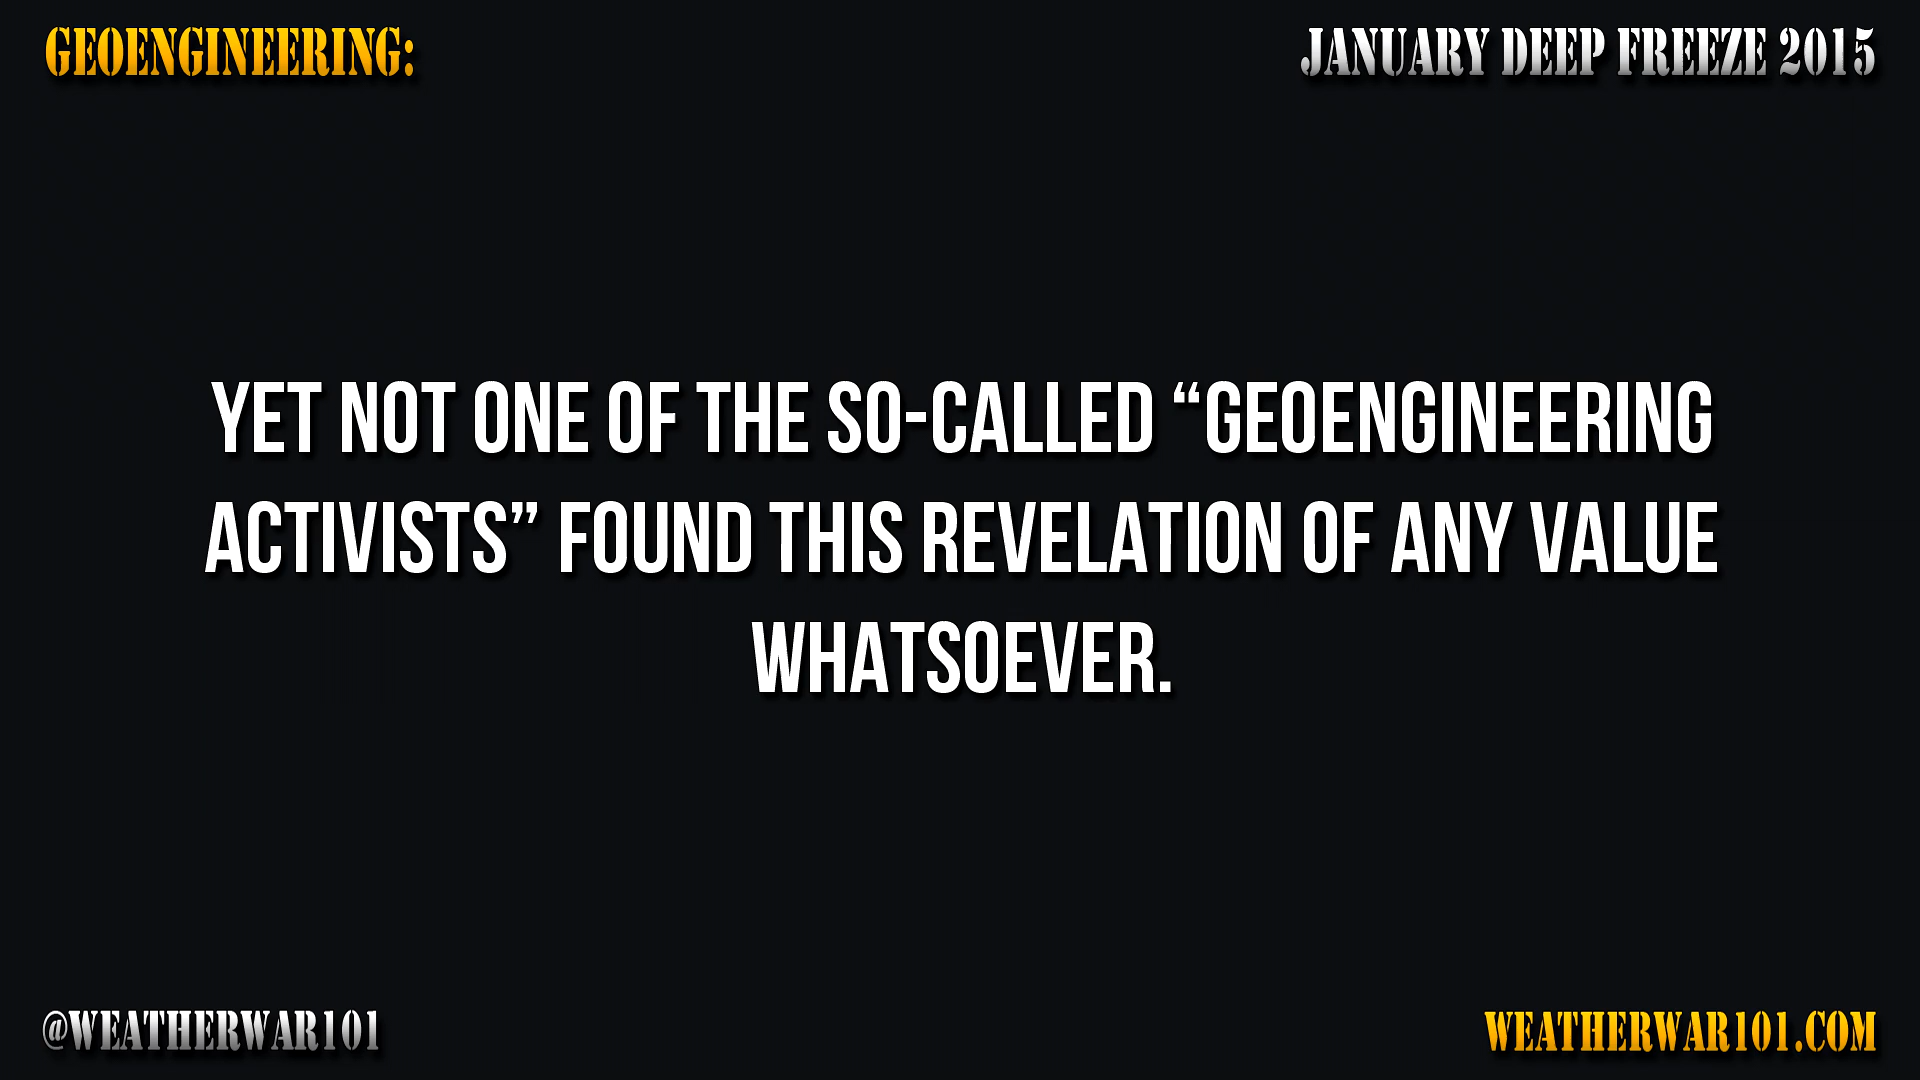 GEOENGINEERING:
JANUARY DEEP FREEZE 2015
YET NOT ONE OF THE SO-CALLED “GEOENGINEERING
ACTIVISTS” FOUND THIS REVELATION OF ANY VALUE
WHATSOEVER.
@WEATHERWAR101
WEATHERWAR101.COM